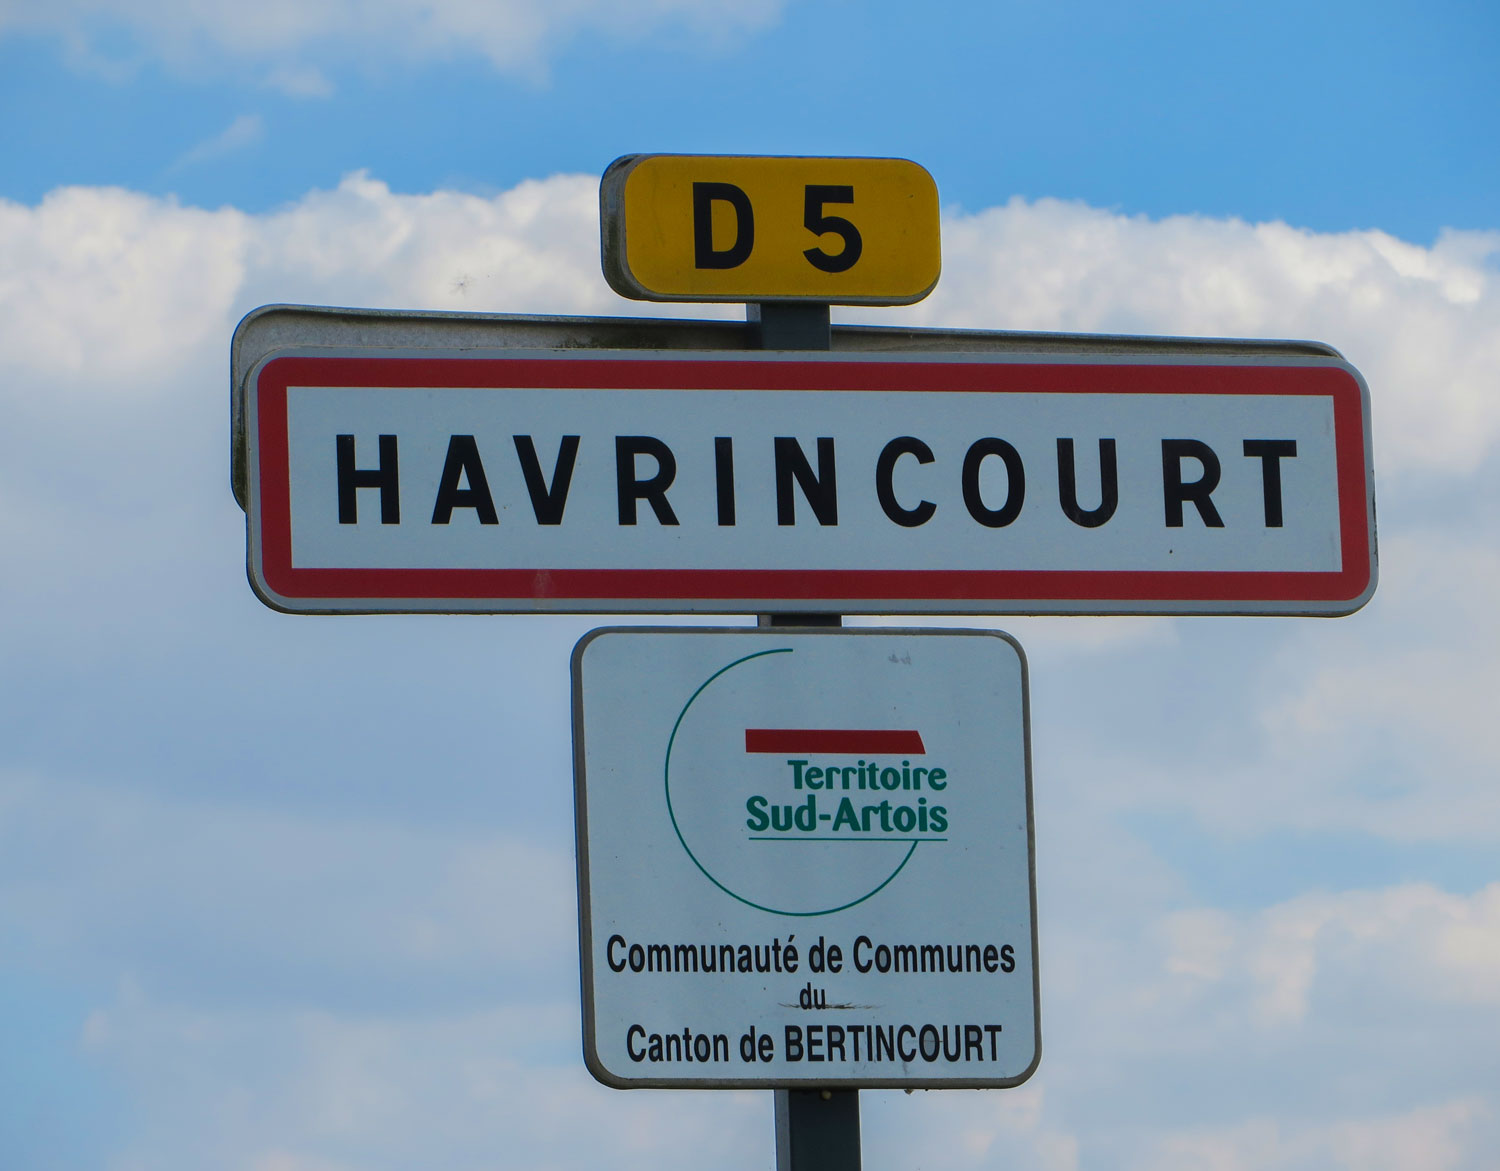 D 5
HAVRINCOURT
Territoire
Sud-Artois
Communauté de Communes
du
Canton de BERTINCOURT